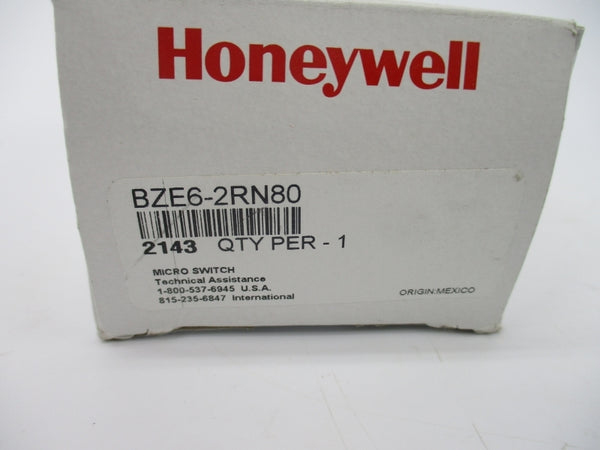 Honeywell
BZE6-2RN80
2143 QTY PER - 1
MICRO SWITCH
Technical Assistance
1-800-537-6945 U.S.A.
815-235-6847 International
ORIGIN:MEXICO